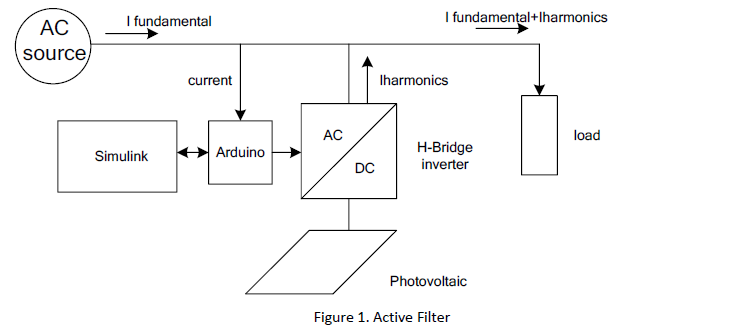 AC
source
I fundamental
I fundamental+Iharmonics
current
Iharmonics
Simulink
Arduino
AC
DC
H-Bridge
inverter
load
Photovoltaic
Figure 1. Active Filter